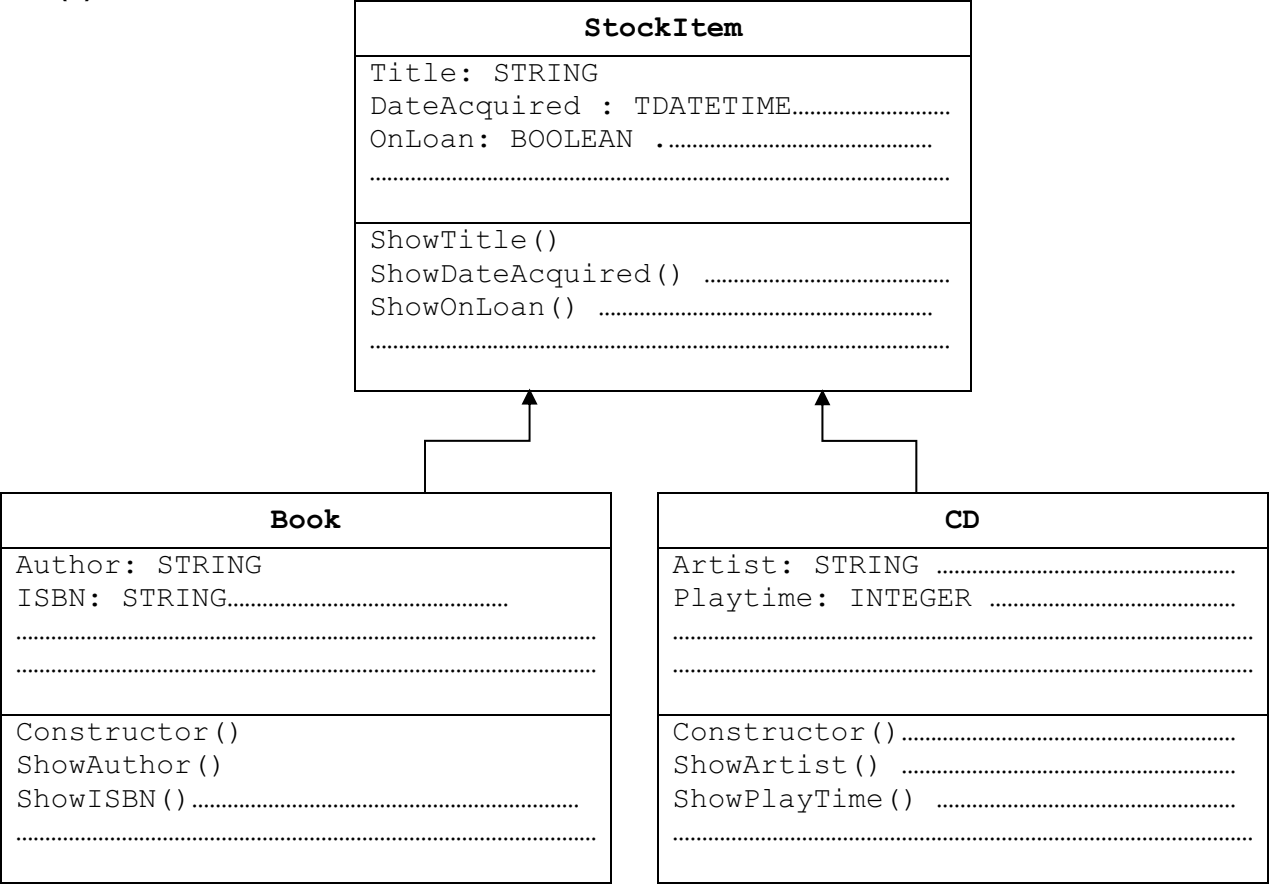 StockItem
Title: STRING
DateAcquired : TDATETIME……………………
OnLoan: BOOLEAN .………………………………
……………………………………………………………………
ShowTitle()
ShowDateAcquired() ……………………………
ShowOnLoan() ………………………………………
……………………………………………………………………
Book
Author: STRING
ISBN: STRING…………………………………
……………………………………………………………………
……………………………………………………………………
Constructor()
ShowAuthor()
ShowISBN()……………………………………………
……………………………………………………………………
CD
Artist: STRING …………………………………
Playtime: INTEGER ……………………………
……………………………………………………………………
……………………………………………………………………
Constructor()………………………………………
ShowArtist() ………………………………………
ShowPlayTime() …………………………………
……………………………………………………………………